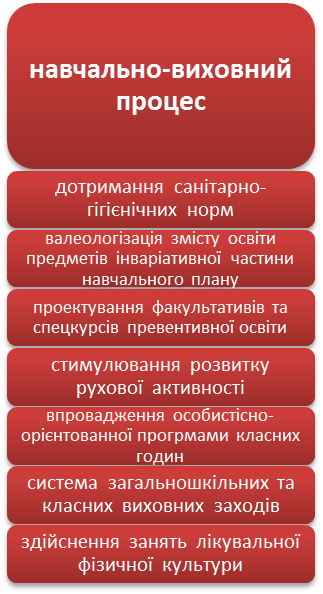 навчально-виховний
процес
дотримання санітарно-
гігієнічних норм
валеологізація змісту освіти
предметів інваріативної частини
навчального плану
проектування факультативів та
спецкурсів превентивної освіти
стимулювання розвитку
рухової активності
впровадження особистісно-
орієнтованної прогрмами класних
годин
система загальношкільних та
класних виховних заходів
здійснення занять лікувальної
фізичної культури